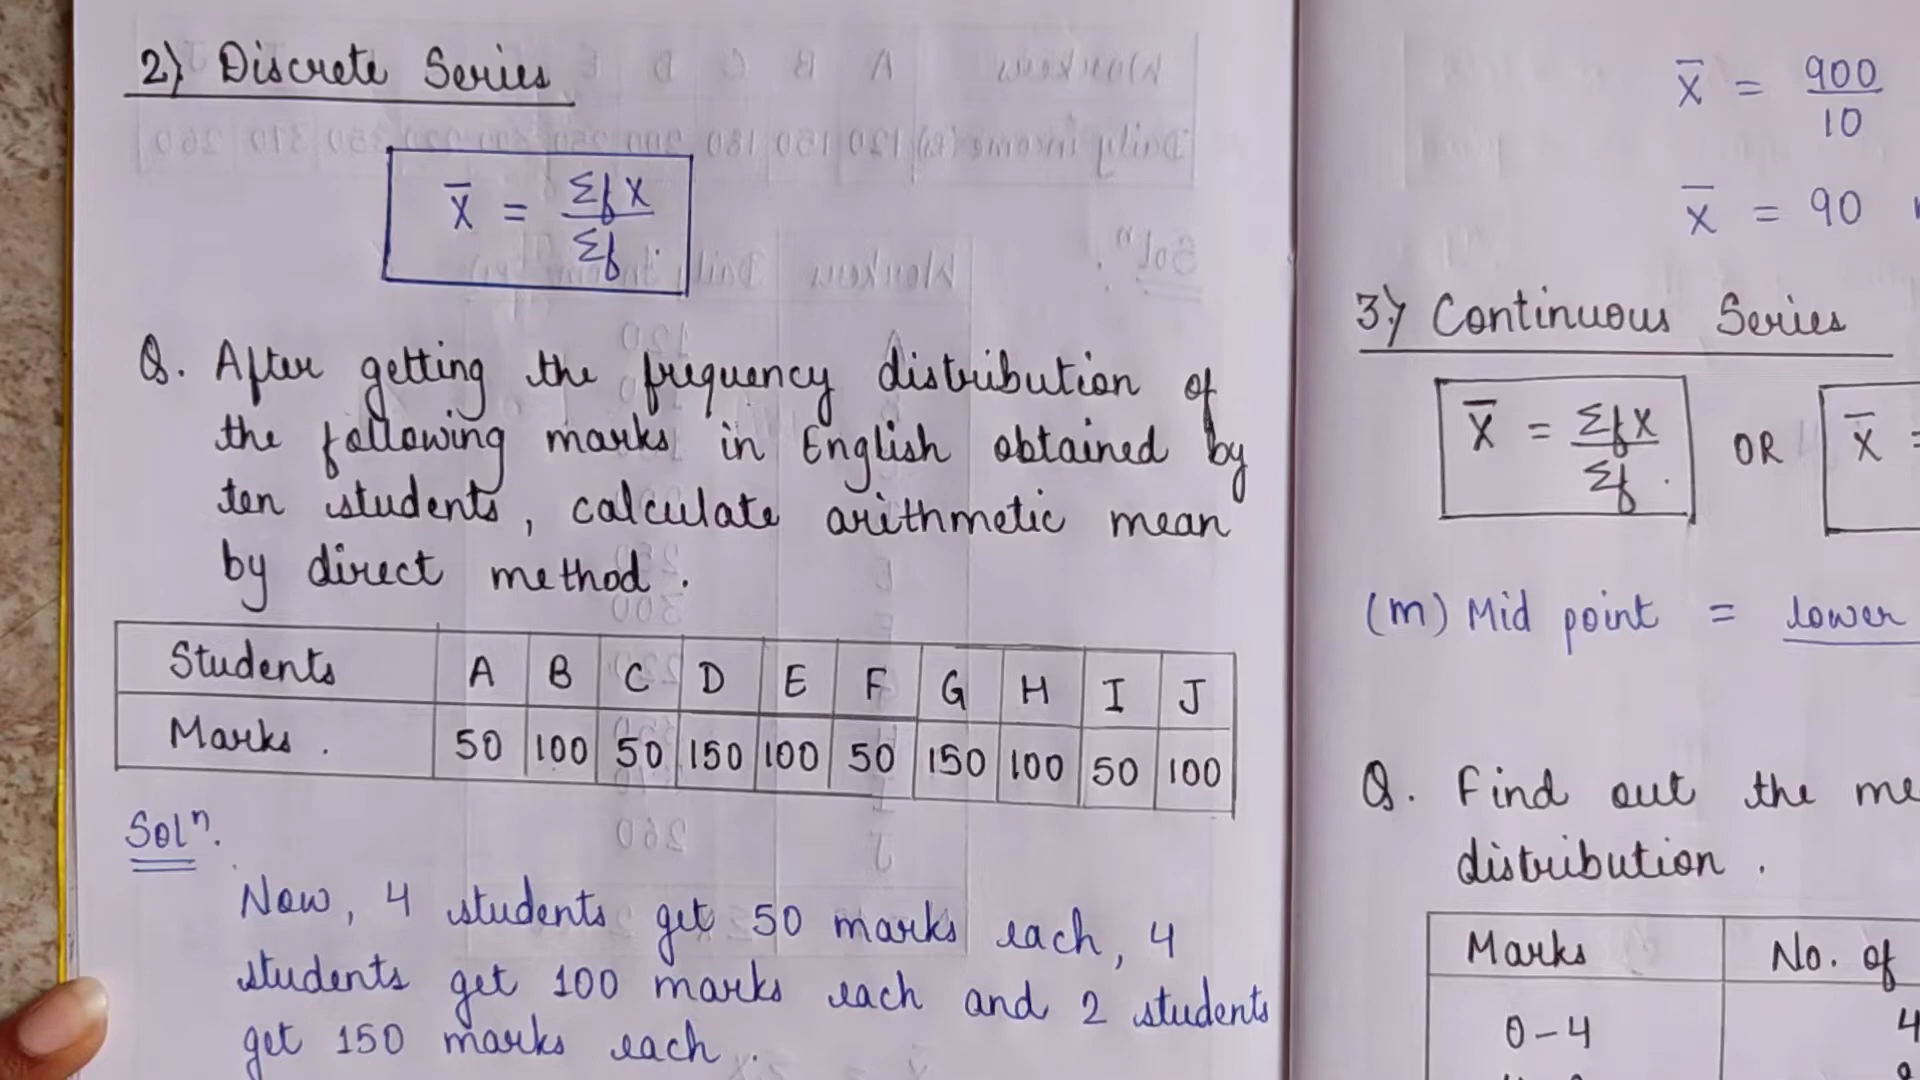 2) Discrete Series
X̄ = ΣfX
Σf
Q. After getting the frequency distribution of
the following marks in English obtained by
ten students, calculate arithmetic mean
by direct method.
Students A B C D E F G H I J
Marks. 50 100 50 150 100 50 150 100 50 100
Solⁿ.
Now, 4 students get 50 marks each, 4
students get 100 marks each and 2 students
get 150 marks each.
X̄ = 900
10
X̄ = 90
3) Continuous Series
X̄ = ΣfX OR X̄ =
Σf.
(m) Mid point = lower
Q. Find out the me
distribution.
Marks No. of
0-4 4